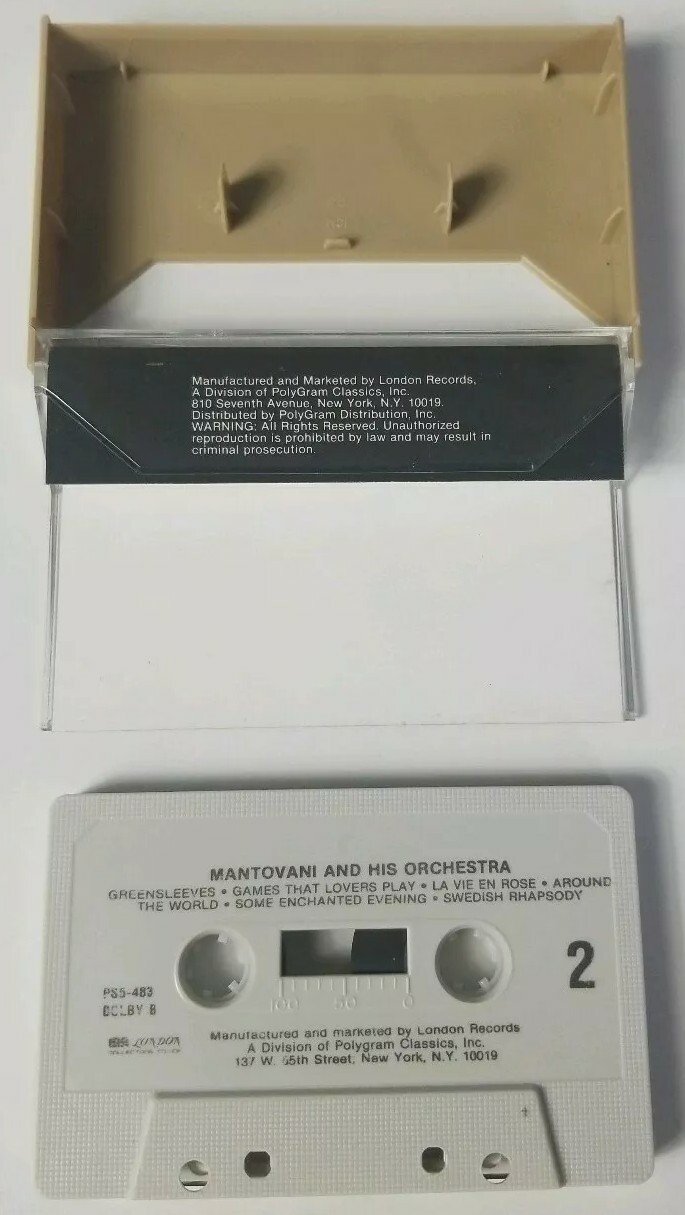 Manufactured and Marketed by London Records,
A Division of PolyGram Classics, Inc.
810 Seventh Avenue, New York, N.Y. 10019.
Distributed by PolyGram Distribution, Inc.
WARNING: All Rights Reserved. Unauthorized
reproduction is prohibited by law and may result in
criminal prosecution.
MANTOVANI AND HIS ORCHESTRA
GREENSLEEVES • GAMES THAT LOVERS PLAY • LA VIE EN ROSE • AROUND
THE WORLD • SOME ENCHANTED EVENING • SWEDISH RHAPSODY
2
PS5-483
DOLBY B
100 50 0
LONDON
Manufactured and marketed by London Records
A Division of Polygram Classics, Inc.
137 W. 55th Street, New York, N.Y. 10019